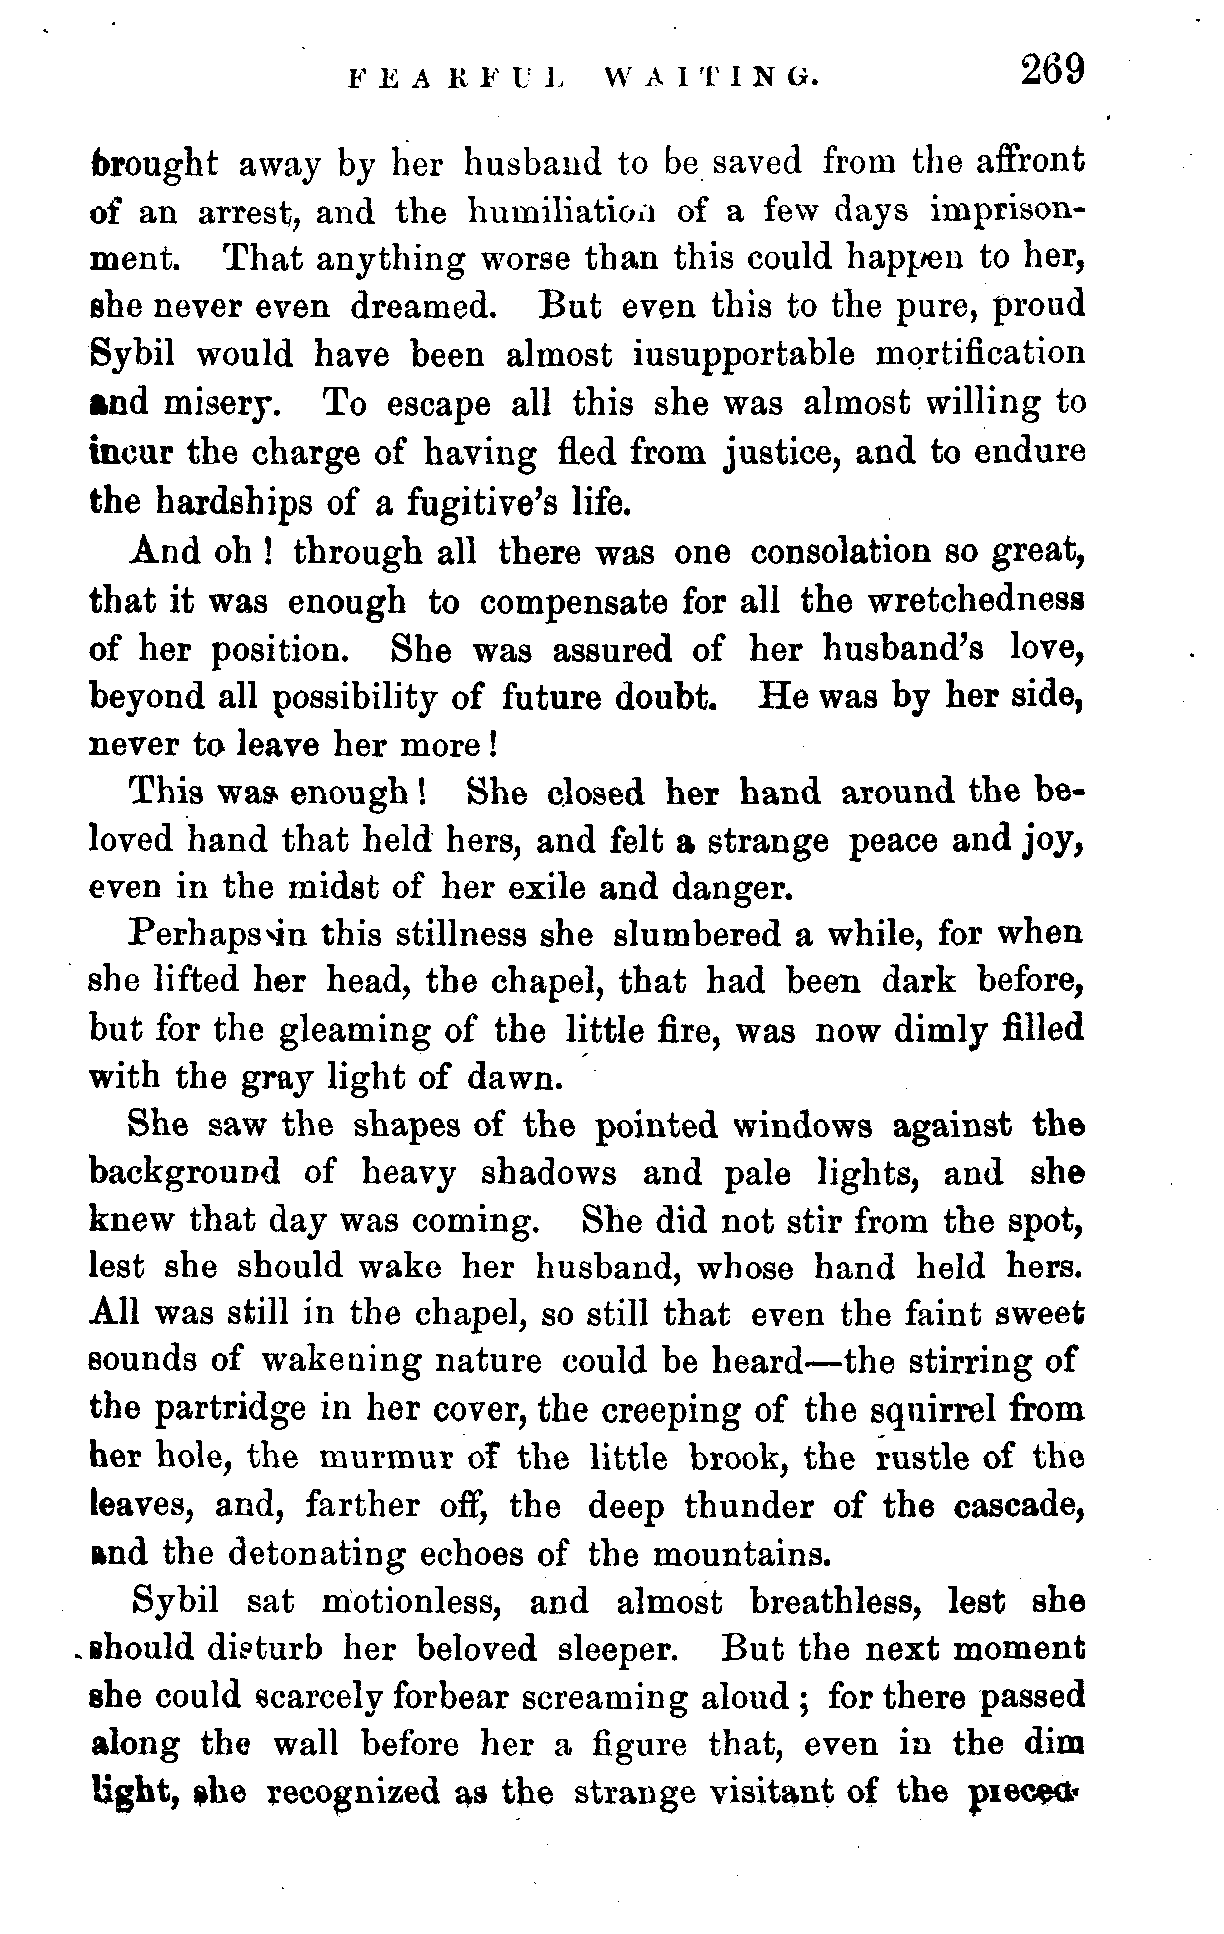 FEARFUL WAITING. 269
brought away by her husband to be saved from the affront
of an arrest, and the humiliation of a few days imprison-
ment. That anything worse than this could happen to her,
she never even dreamed. But even this to the pure, proud
Sybil would have been almost iusupportable mortification
and misery. To escape all this she was almost willing to
incur the charge of having fled from justice, and to endure
the hardships of a fugitive's life.
And oh! through all there was one consolation so great,
that it was enough to compensate for all the wretchedness
of her position. She was assured of her husband's love,
beyond all possibility of future doubt. He was by her side,
never to leave her more!
This was enough! She closed her hand around the be-
loved hand that held hers, and felt a strange peace and joy,
even in the midst of her exile and danger.
Perhaps in this stillness she slumbered a while, for when
she lifted her head, the chapel, that had been dark before,
but for the gleaming of the little fire, was now dimly filled
with the gray light of dawn.
She saw the shapes of the pointed windows against the
background of heavy shadows and pale lights, and she
knew that day was coming. She did not stir from the spot,
lest she should wake her husband, whose hand held hers.
All was still in the chapel, so still that even the faint sweet
sounds of wakening nature could be heard—the stirring of
the partridge in her cover, the creeping of the squirrel from
her hole, the murmur of the little brook, the rustle of the
leaves, and, farther off, the deep thunder of the cascade,
and the detonating echoes of the mountains.
Sybil sat motionless, and almost breathless, lest she
should disturb her beloved sleeper. But the next moment
she could scarcely forbear screaming aloud; for there passed
along the wall before her a figure that, even in the dim
light, she recognized as the strange visitant of the preced-